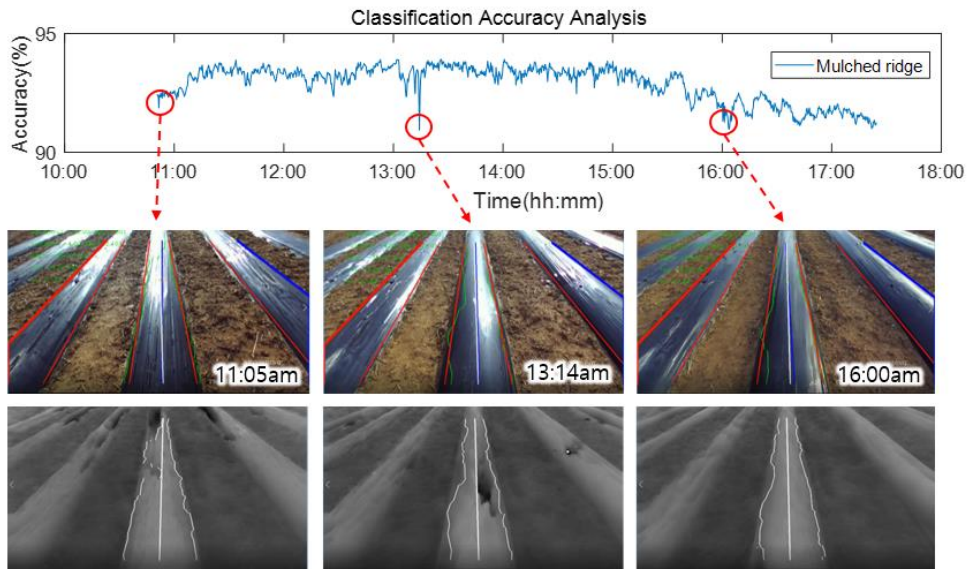 Classification Accuracy Analysis
95
Accuracy(%)
Mulched ridge
90
10:00 11:00 12:00 13:00 14:00 15:00 16:00 17:00 18:00
Time(hh:mm)
11:05am 13:14am 16:00am